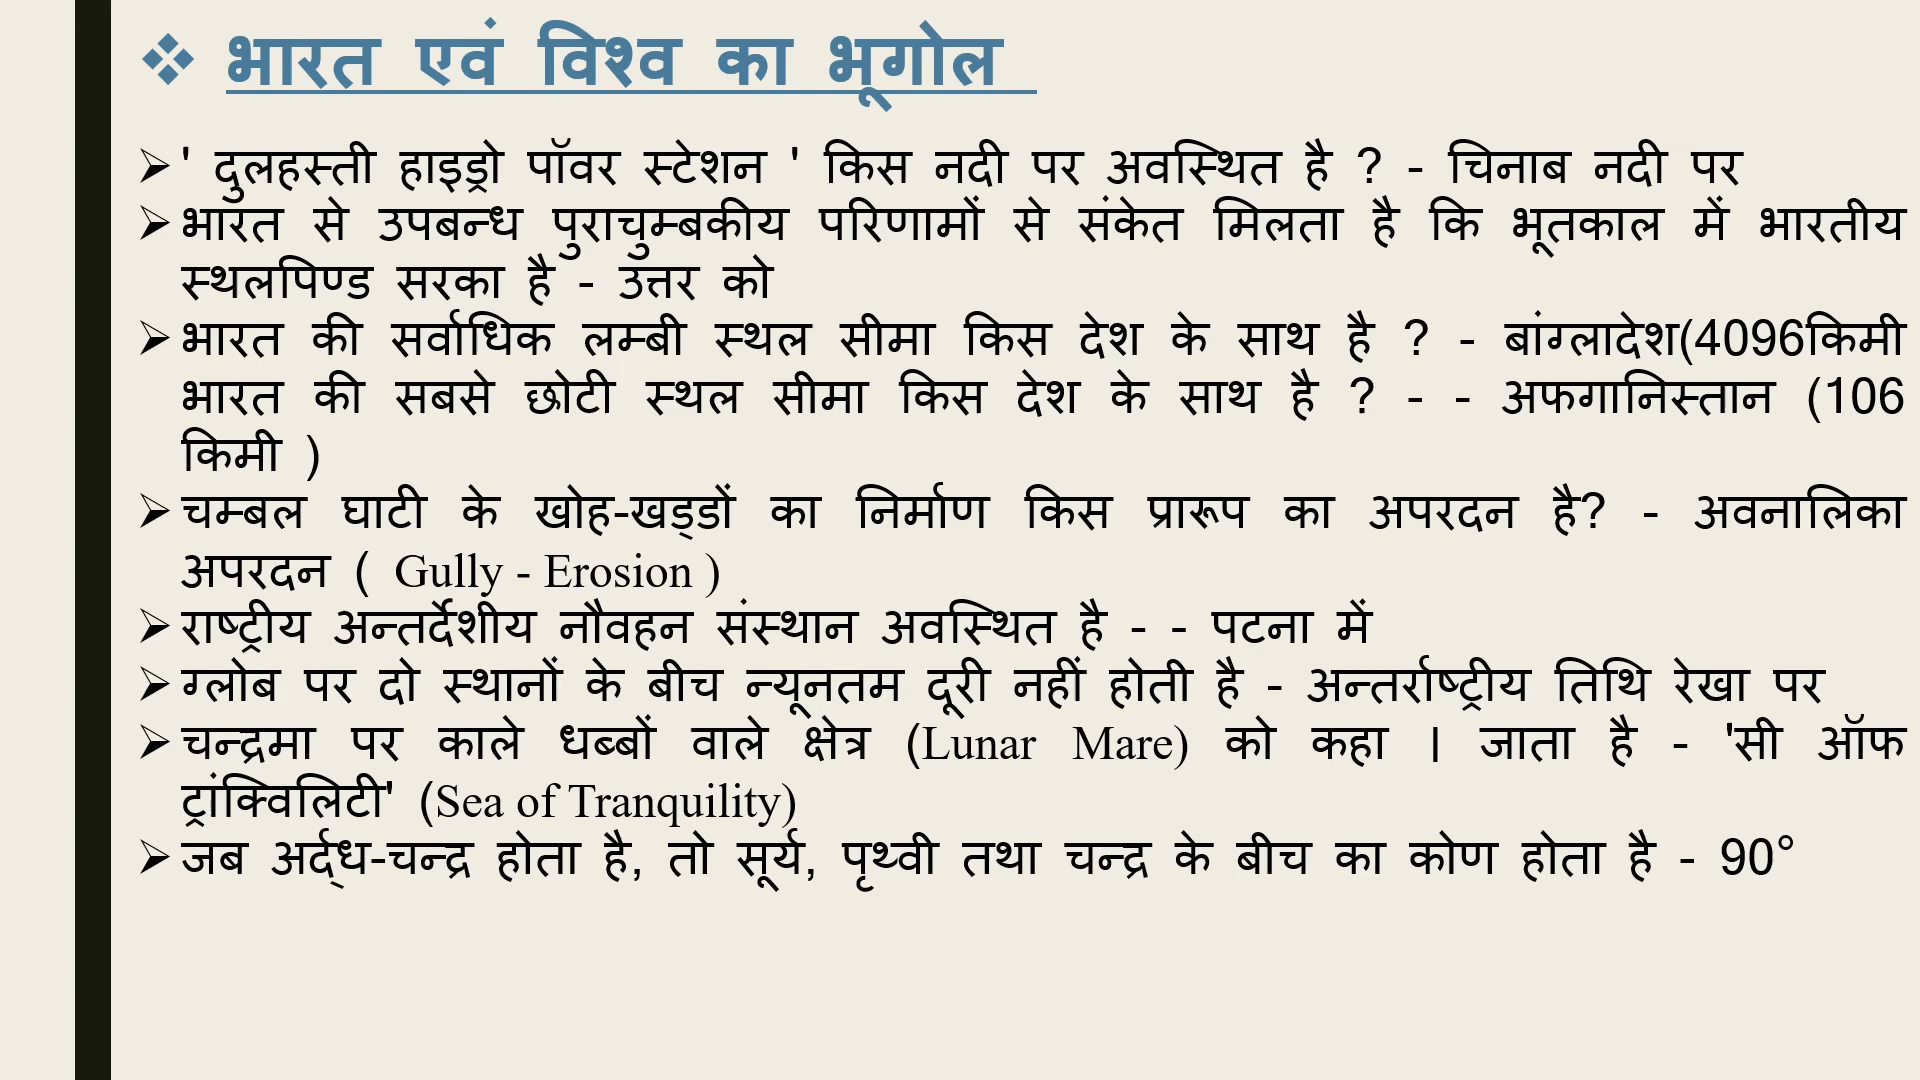 ❖ भारत एवं विश्व का भूगोल
➢ ' दुलहस्ती हाइड्रो पॉवर स्टेशन ' किस नदी पर अवस्थित है ? - चिनाब नदी पर
➢ भारत से उपबन्ध पुराचुम्बकीय परिणामों से संकेत मिलता है कि भूतकाल में भारतीय
स्थलपिण्ड सरका है - उत्तर को
➢ भारत की सर्वाधिक लम्बी स्थल सीमा किस देश के साथ है ? - बांग्लादेश(4096किमी
भारत की सबसे छोटी स्थल सीमा किस देश के साथ है ? - - अफगानिस्तान (106
किमी )
➢ चम्बल घाटी के खोह-खड्डों का निर्माण किस प्रारूप का अपरदन है? - अवनालिका
अपरदन ( Gully - Erosion )
➢ राष्ट्रीय अन्तर्देशीय नौवहन संस्थान अवस्थित है - - पटना में
➢ ग्लोब पर दो स्थानों के बीच न्यूनतम दूरी नहीं होती है - अन्तर्राष्ट्रीय तिथि रेखा पर
➢ चन्द्रमा पर काले धब्बों वाले क्षेत्र (Lunar Mare) को कहा । जाता है - 'सी ऑफ
ट्रांक्विलिटी' (Sea of Tranquility)
➢ जब अर्द्ध-चन्द्र होता है, तो सूर्य, पृथ्वी तथा चन्द्र के बीच का कोण होता है - 90°